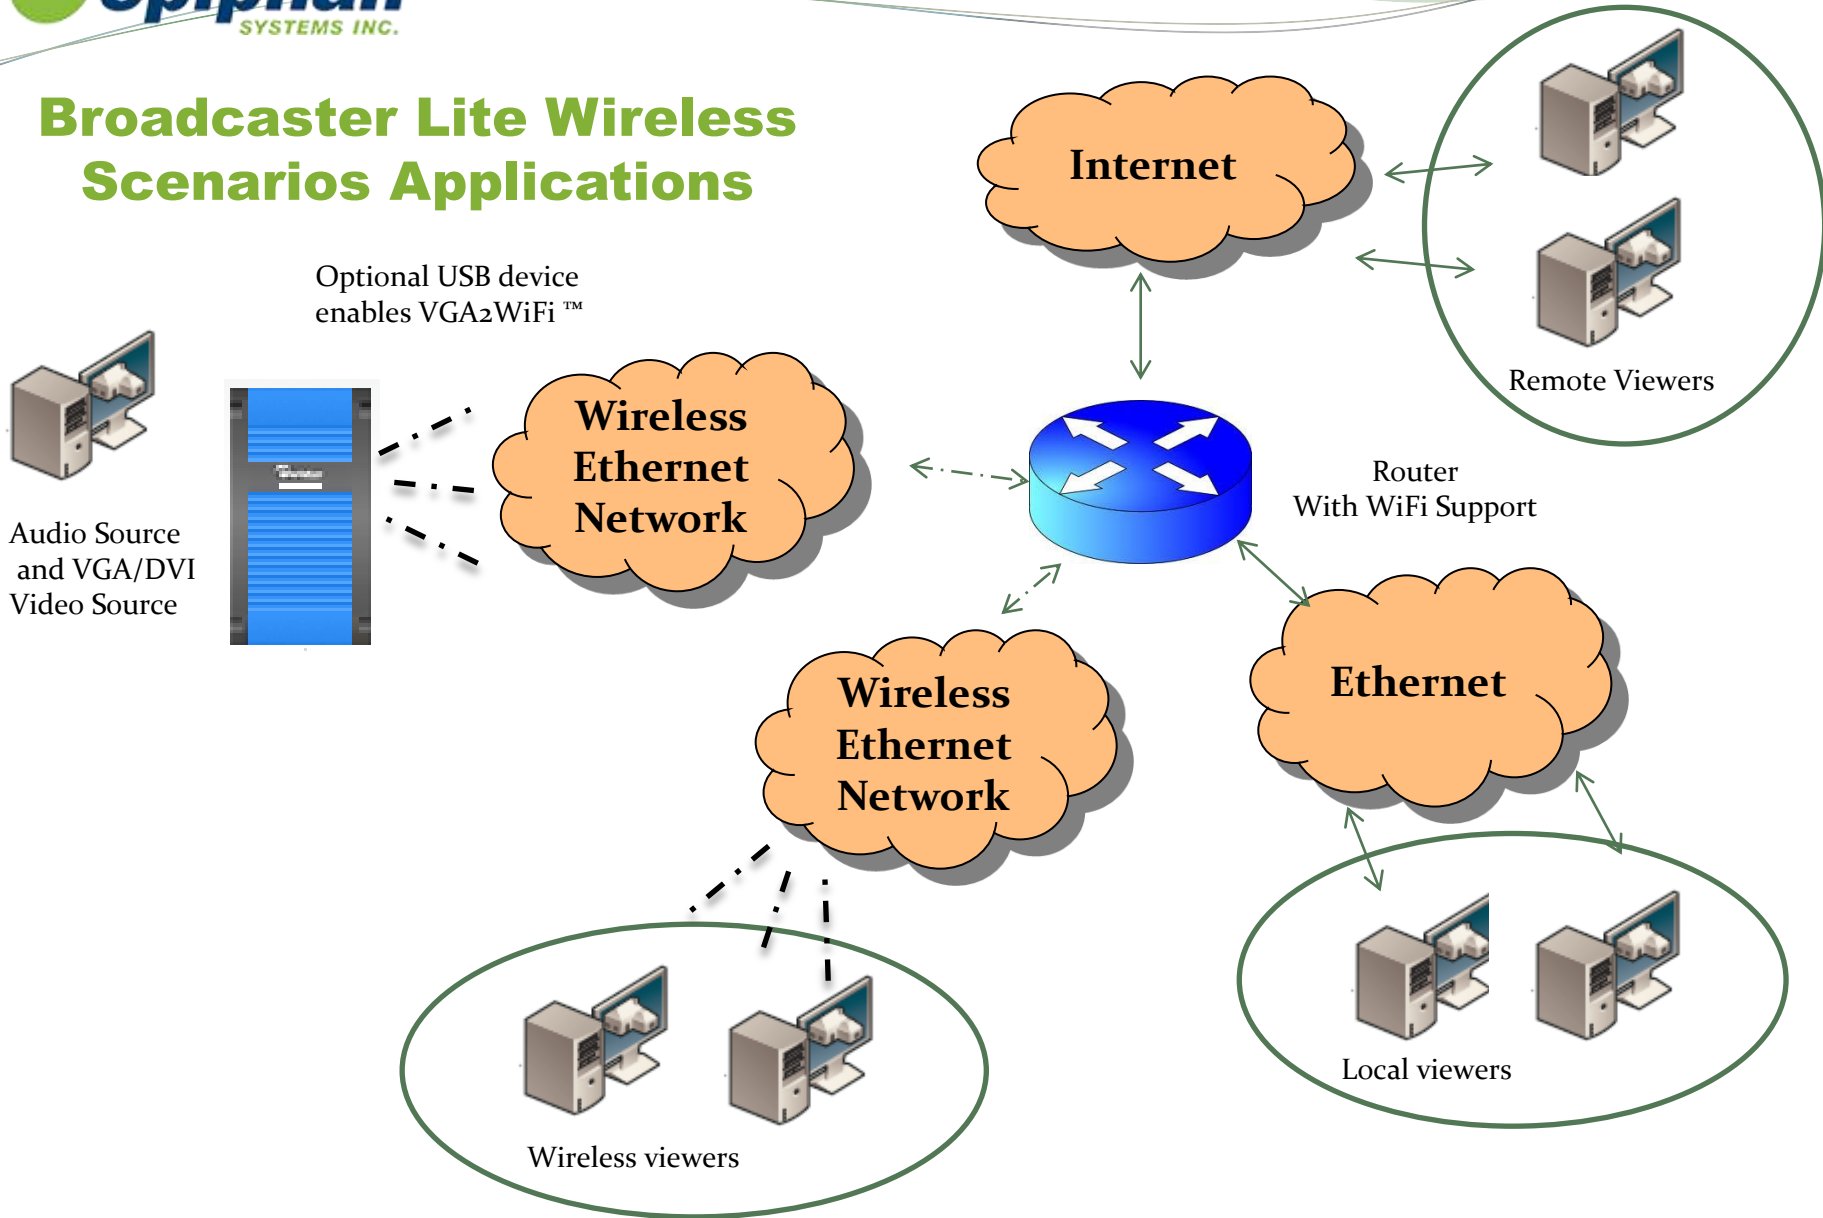 epiphan
SYSTEMS INC.
Broadcaster Lite Wireless
Scenarios Applications
Optional USB device
enables VGA2WiFi ™
Audio Source
and VGA/DVI
Video Source
Wireless
Ethernet
Network
Internet
Remote Viewers
Router
With WiFi Support
Wireless
Ethernet
Network
Ethernet
Wireless viewers
Local viewers